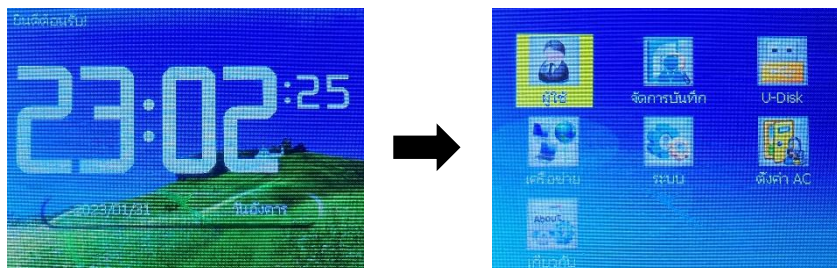 ยินดีต้อนรับ!
23:02:25
2023/01/31 วันอังคาร
ผู้ใช้ จัดการบันทึก U-Disk
เครือข่าย ระบบ ตั้งค่า AC
About
เกี่ยวกับ